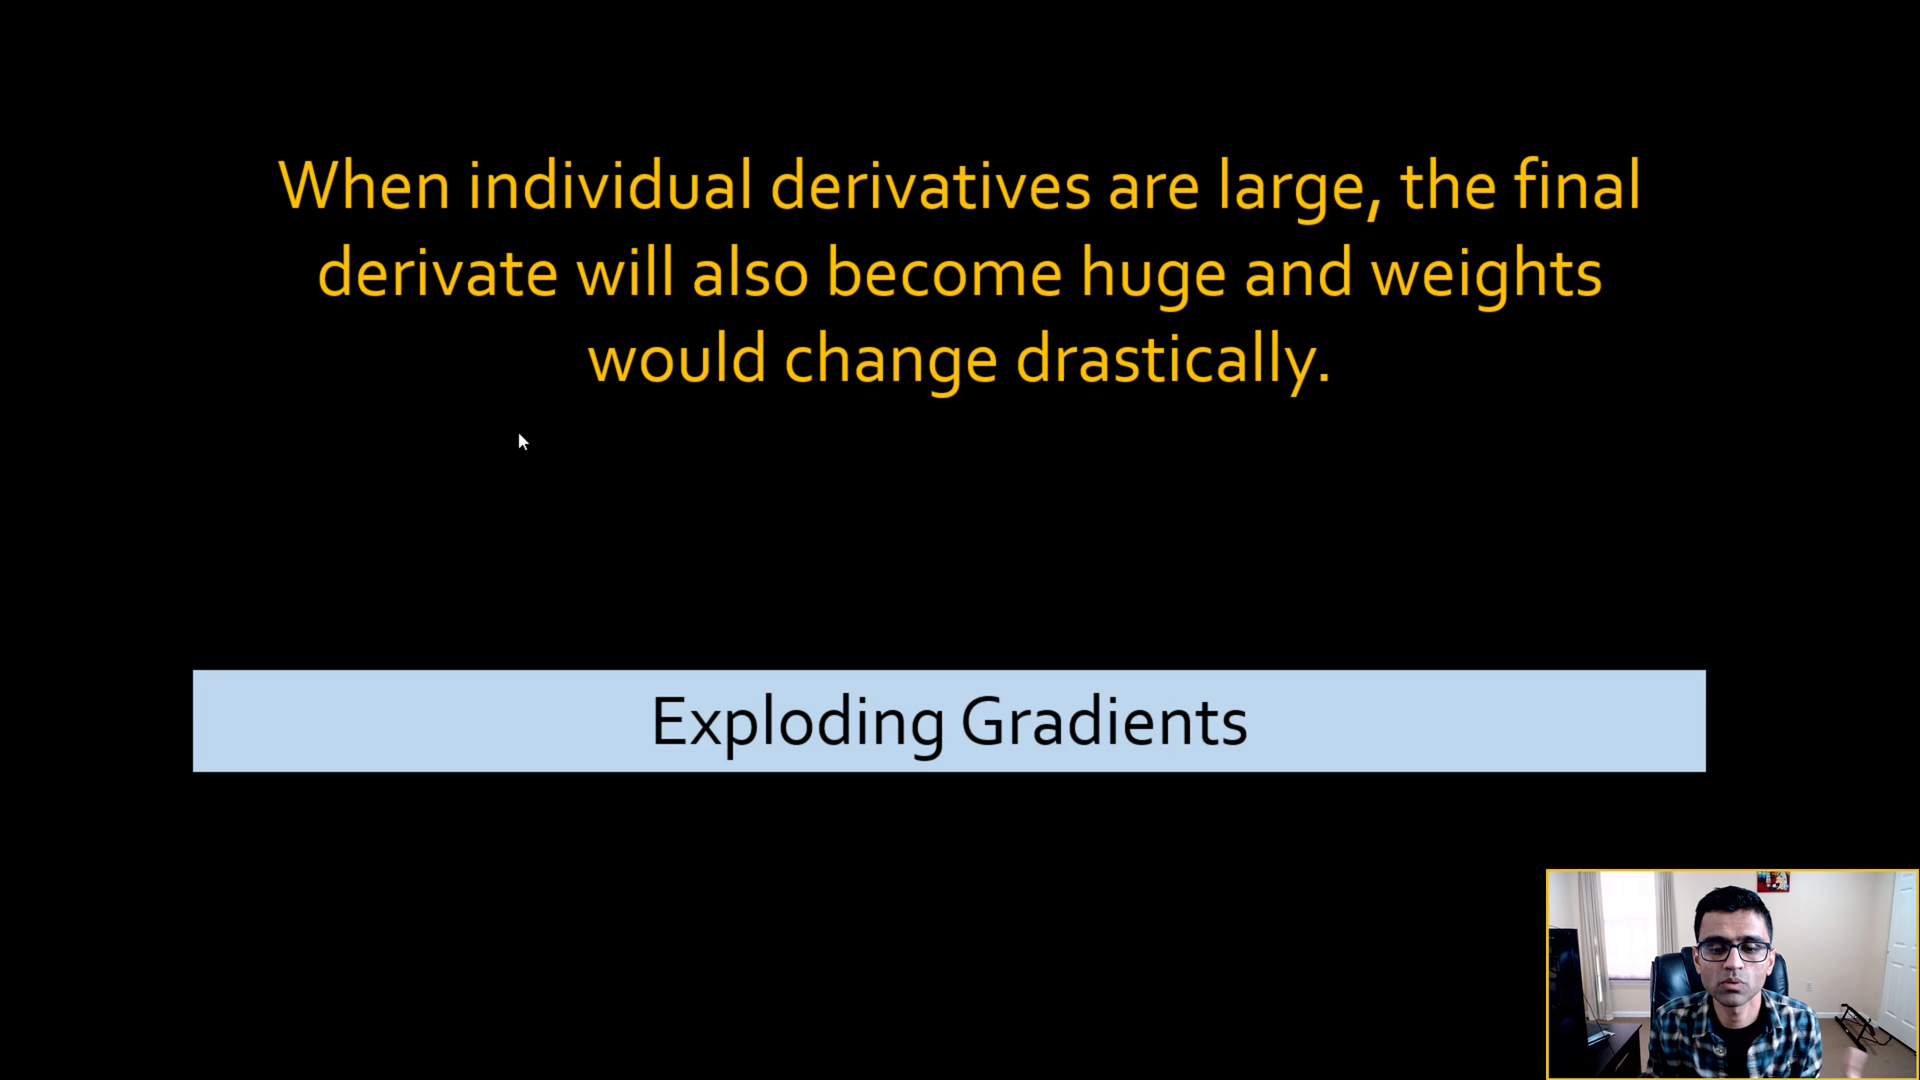 When individual derivatives are large, the final
derivate will also become huge and weights
would change drastically.
Exploding Gradients